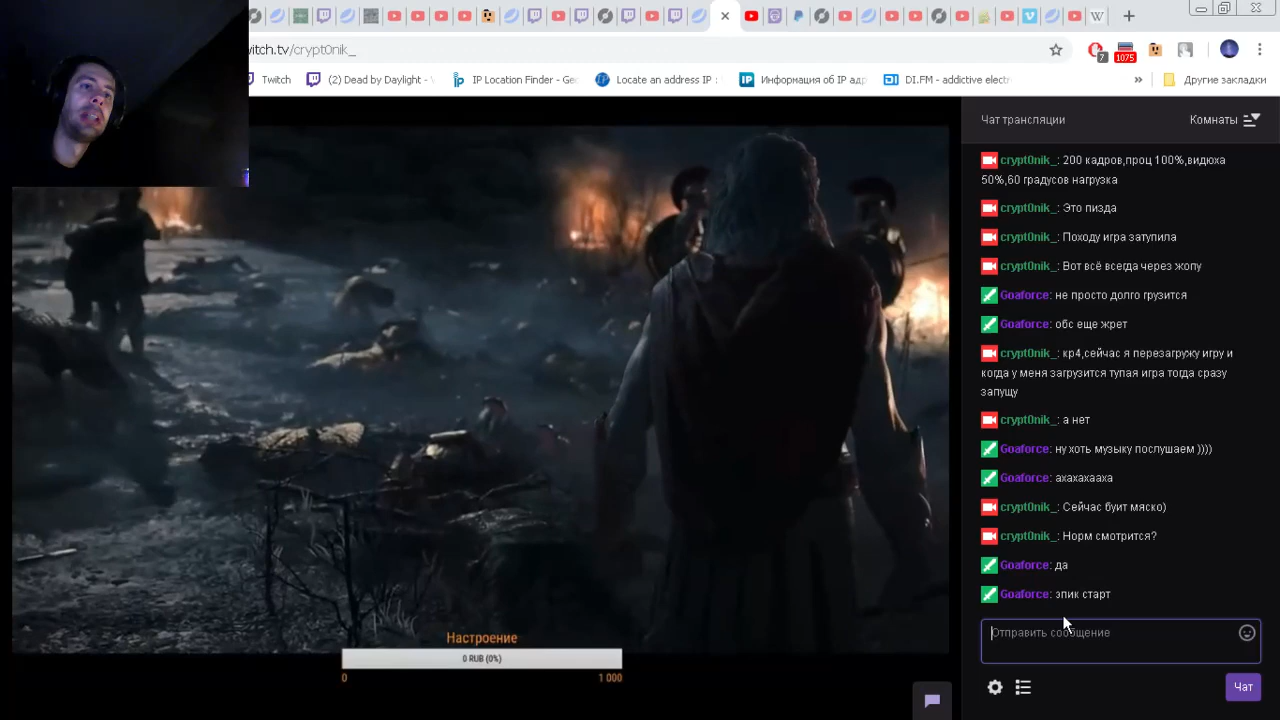 7
1075
witch.tv/crypt0nik_
Twitch
(2) Dead by Daylight -
IP Location Finder - Geo
Locate an address IP :
Информация об IP адр
DI.FM - addictive electr
»
Другие закладки
Чат трансляции
Комнаты
crypt0nik_: 200 кадров,проц 100%,видюха
50%,60 градусов нагрузка
crypt0nik_: Это пизда
crypt0nik_: Походу игра затупила
crypt0nik_: Вот всё всегда через жопу
Goaforce: не просто долго грузится
Goaforce: обс еще жрет
crypt0nik_: кр4,сейчас я перезагружу игру и
когда у меня загрузится тупая игра тогда сразу
запущу
crypt0nik_: а нет
Goaforce: ну хоть музыку послушаем ))))
Goaforce: ахахахааха
crypt0nik_: Сейчас буит мяско)
crypt0nik_: Норм смотрится?
Goaforce: да
Goaforce: эпик старт
Отправить сообщение
Чат
Настроение
0 RUB (0%)
0
1 000